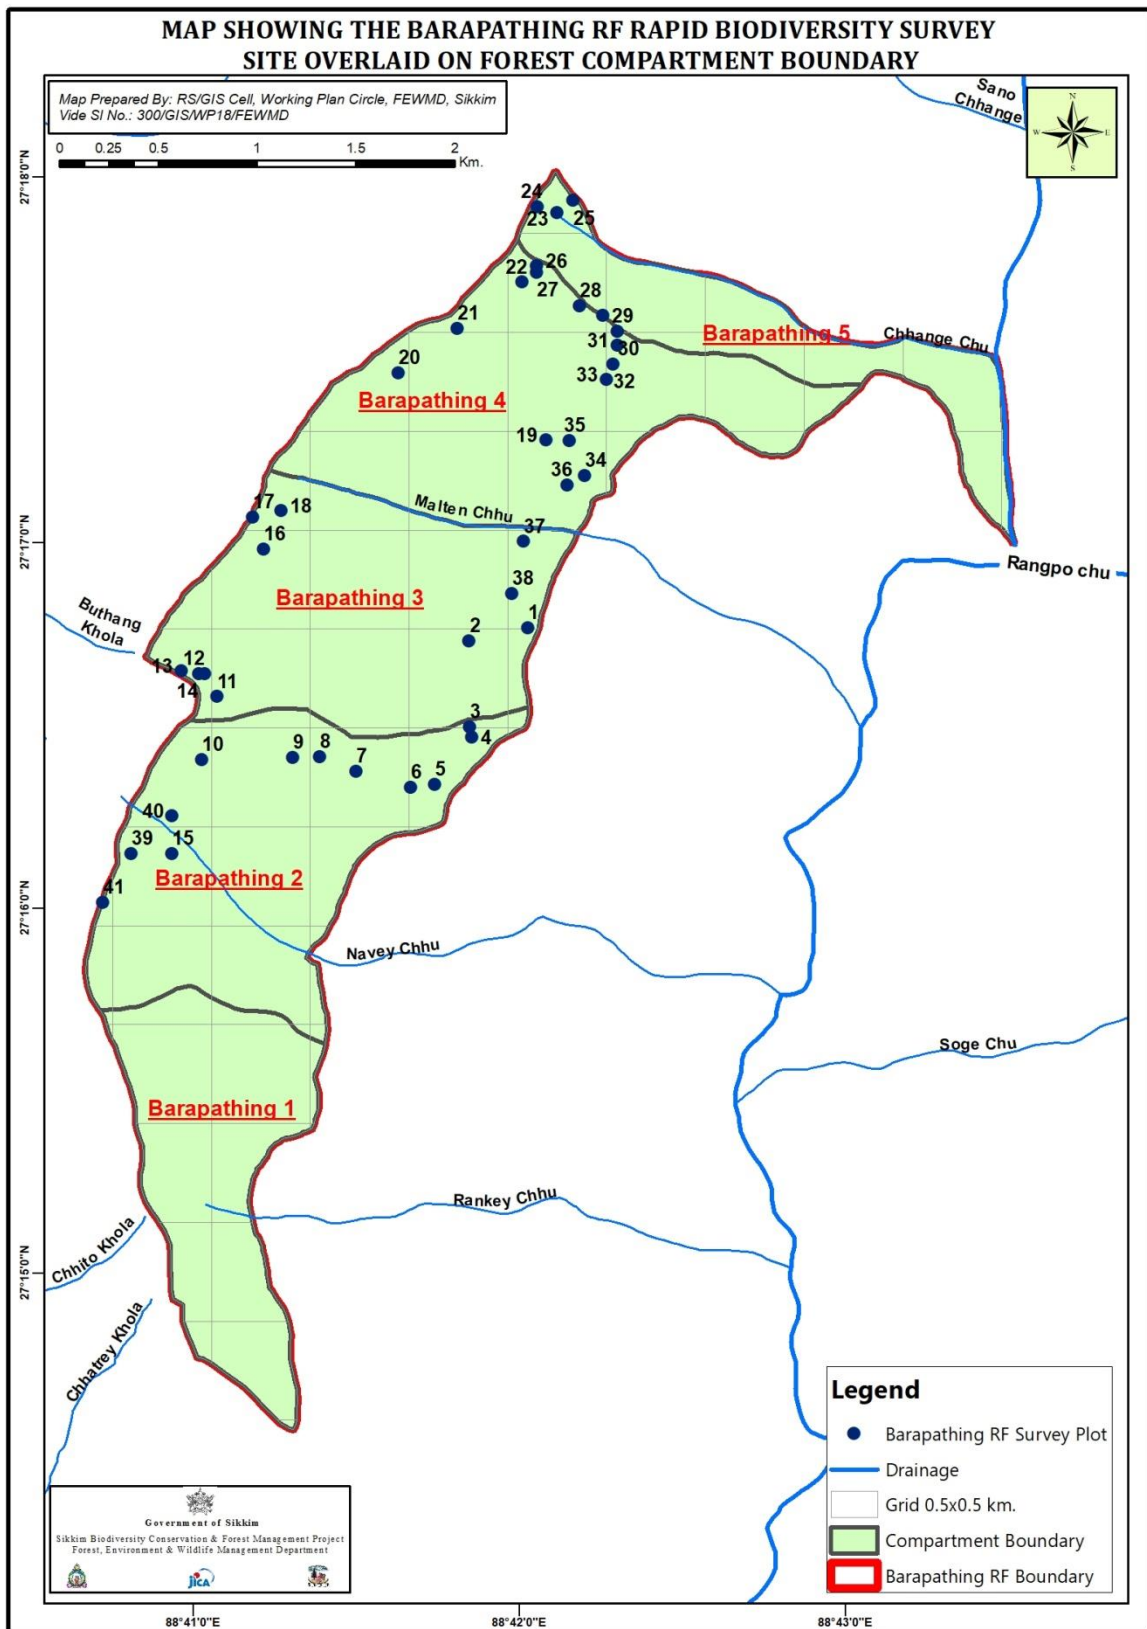 MAP SHOWING THE BARAPATHING RF RAPID BIODIVERSITY SURVEY
SITE OVERLAID ON FOREST COMPARTMENT BOUNDARY
Map Prepared By: RS/GIS Cell, Working Plan Circle, FEWMD, Sikkim
Vide Sl No.: 300/GIS/WP18/FEWMD
0 0.25 0.5 1 1.5 2
Km.
Sano
Chhange
N
W E
S
27°18'0"N
24
23
25
26
22
27
28
21
29
31
30
Barapathing 5
Chhange Chu
20
33
32
Barapathing 4
19
35
36
34
17
18
Malten Chhu
37
27°17'0"N
16
Rangpo chu
38
Barapathing 3
Buthang
Khola
1
2
13
12
14
11
3
4
10
9
8
7
6
5
40
39
15
Barapathing 2
41
27°16'0"N
Navey Chhu
Soge Chu
Barapathing 1
Rankey Chhu
Chhito Khola
27°15'0"N
Chhatrey Khola
Legend
Barapathing RF Survey Plot
Drainage
Grid 0.5x0.5 km.
Compartment Boundary
Barapathing RF Boundary
Government of Sikkim
Sikkim Biodiversity Conservation & Forest Management Project
Forest, Environment & Wildlife Management Department
jICA
88°41'0"E
88°42'0"E
88°43'0"E